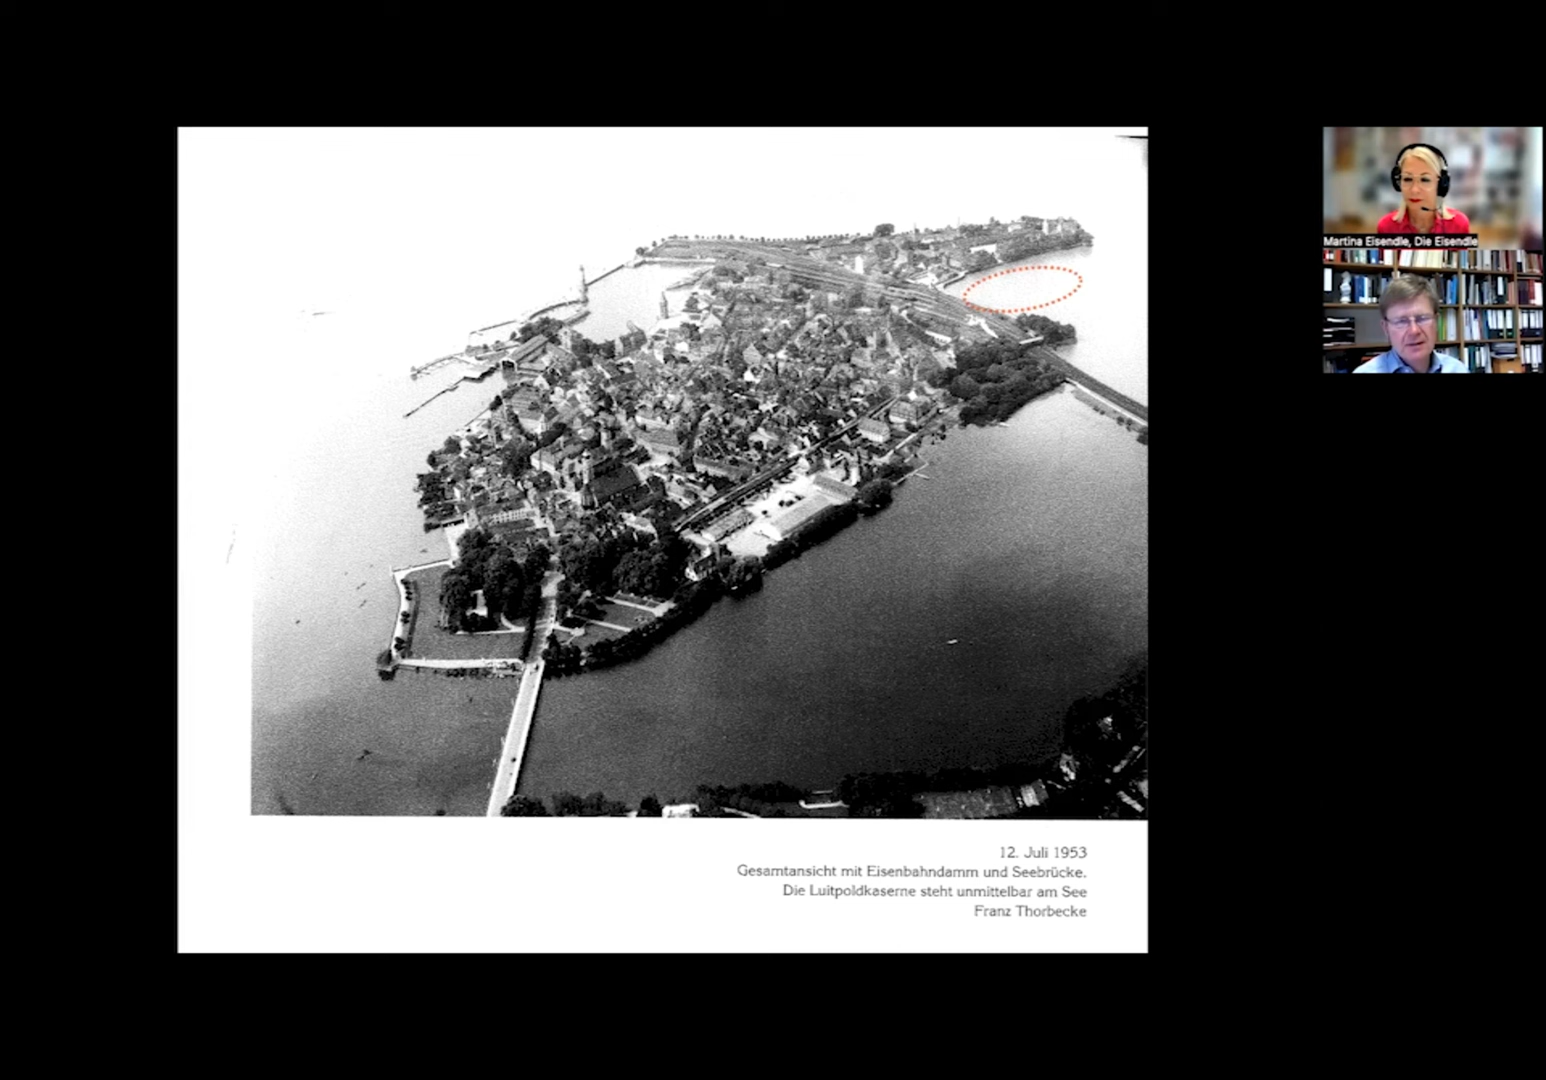 Martina Eisendle, Die Eisendle
12. Juli 1953
Gesamtansicht mit Eisenbahndamm und Seebrücke.
Die Luitpoldkaserne steht unmittelbar am See
Franz Thorbecke